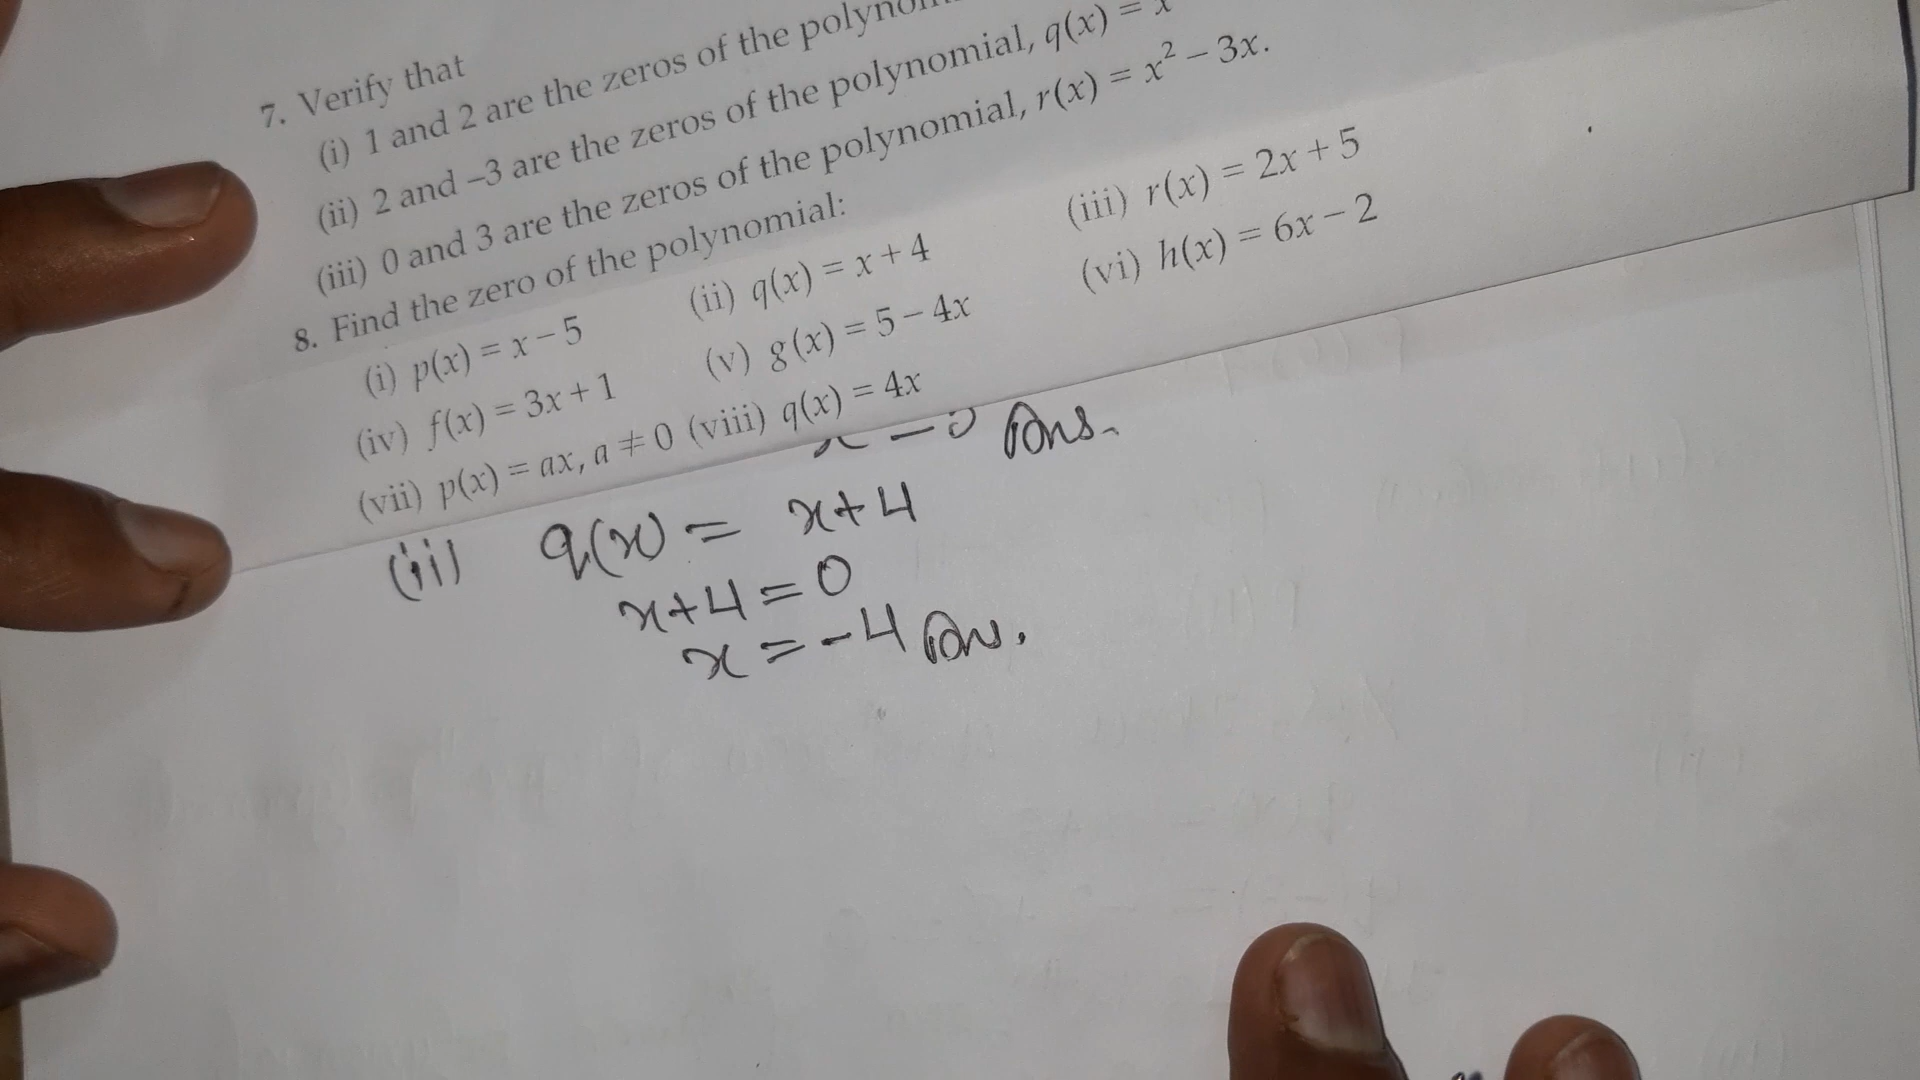 7. Verify that
(i) 1 and 2 are the zeros of the
(ii) 2 and –3 are the zeros of the polynomial, q(x) =
(iii) 0 and 3 are the zeros of the polynomial, r(x) = x² – 3x.
8. Find the zero of the polynomial:
(i) p(x) = x – 5 (ii) q(x) = x + 4 (iii) r(x) = 2x + 5
(iv) f(x) = 3x + 1 (v) g(x) = 5 – 4x (vi) h(x) = 6x – 2
(vii) p(x) = ax, a ≠ 0 (viii) q(x) = 4x
Ans.
(ii) q(x) = x+4
x+4=0
x=-4 Ans.